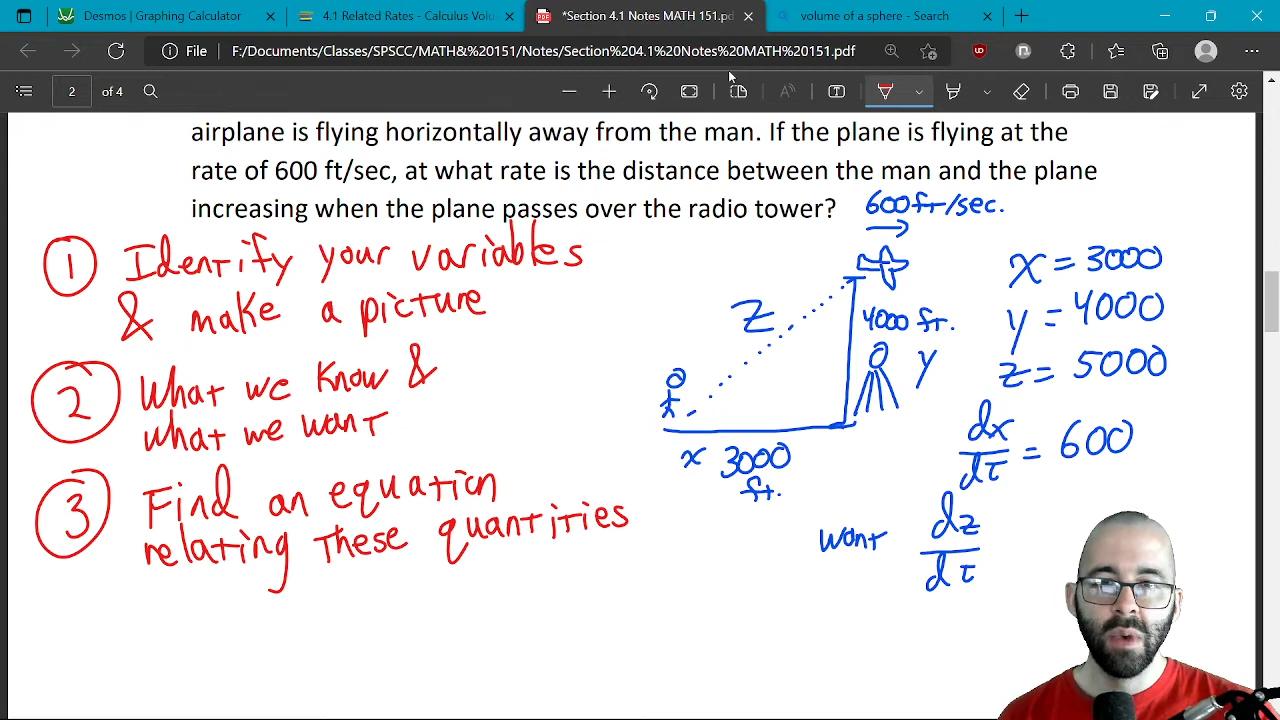 Desmos | Graphing Calculator
4.1 Related Rates - Calculus Volu
*Section 4.1 Notes MATH 151.pd
volume of a sphere - Search
File
F:/Documents/Classes/SPSCC/MATH&%20151/Notes/Section%204.1%20Notes%20MATH%20151.pdf
2 of 4
airplane is flying horizontally away from the man. If the plane is flying at the
rate of 600 ft/sec, at what rate is the distance between the man and the plane
increasing when the plane passes over the radio tower?
600 ft/sec.
① Identify your variables
& make a picture
② What we know &
what we want
③ Find an equation
relating these quantities
z
4000 ft.
y
x 3000
ft.
x = 3000
y = 4000
z = 5000
dx/dt = 600
want dz/dt